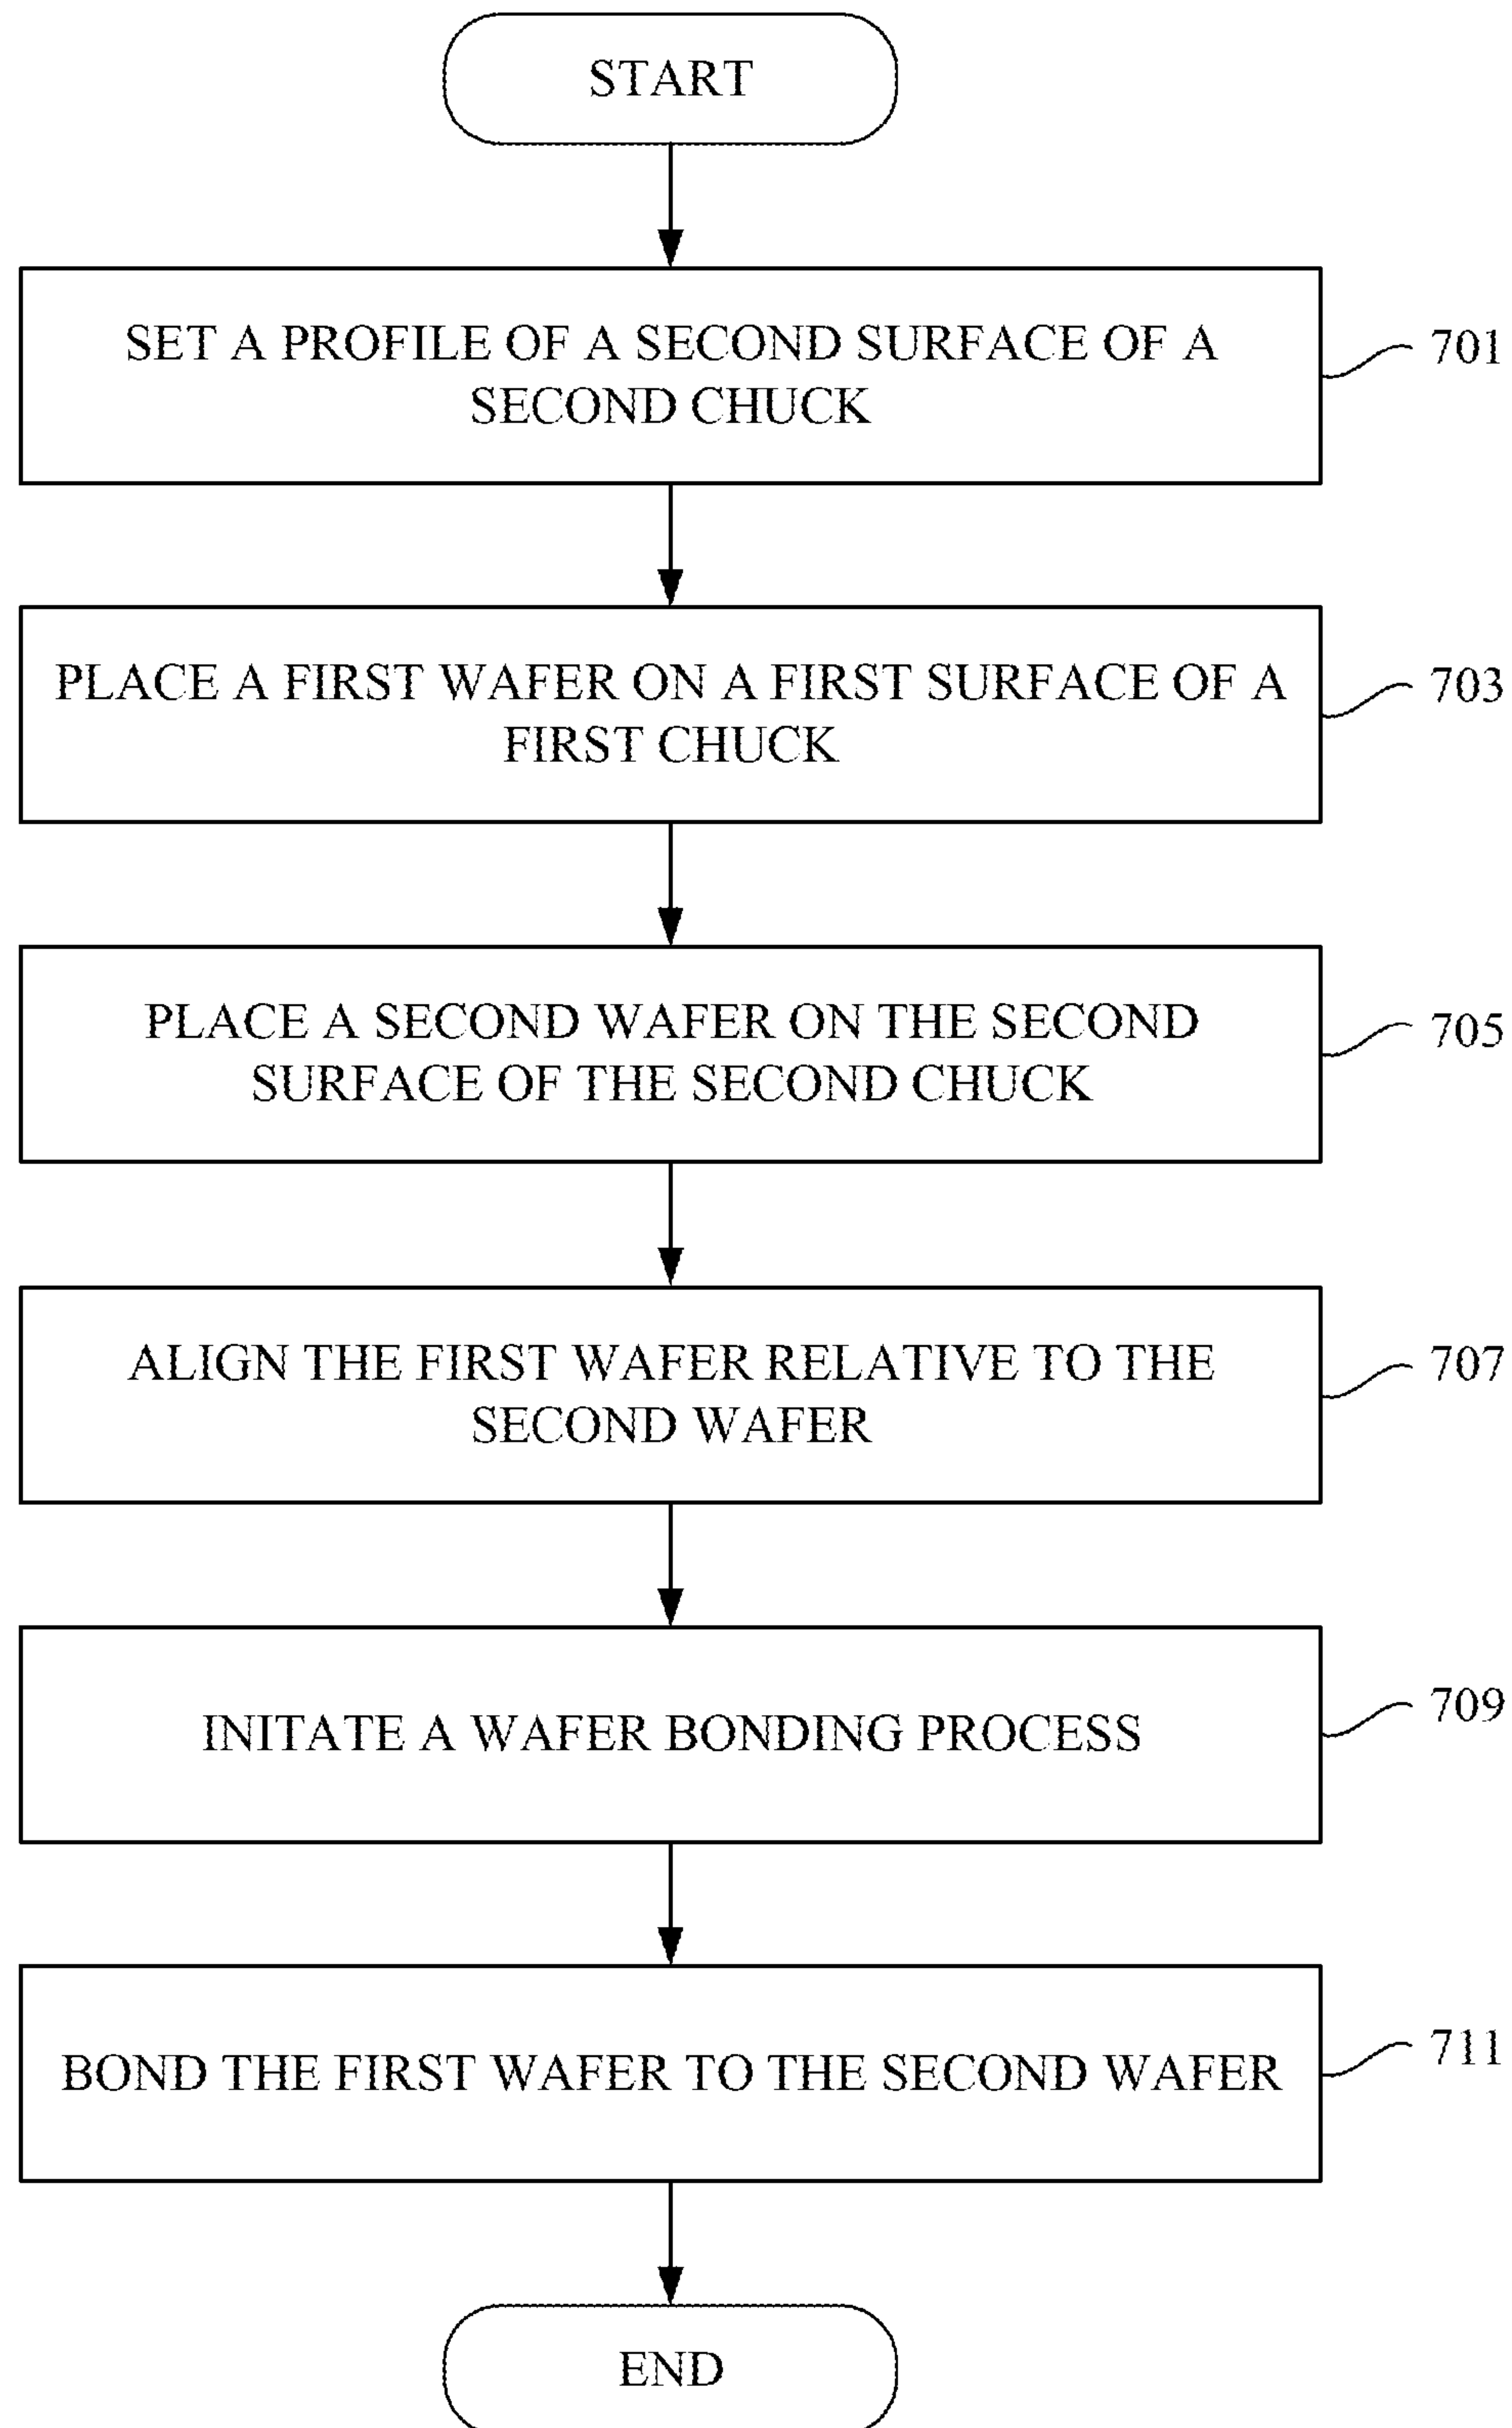 START
SET A PROFILE OF A SECOND SURFACE OF A
SECOND CHUCK
701
PLACE A FIRST WAFER ON A FIRST SURFACE OF A
FIRST CHUCK
703
PLACE A SECOND WAFER ON THE SECOND
SURFACE OF THE SECOND CHUCK
705
ALIGN THE FIRST WAFER RELATIVE TO THE
SECOND WAFER
707
INITATE A WAFER BONDING PROCESS
709
BOND THE FIRST WAFER TO THE SECOND WAFER
711
END